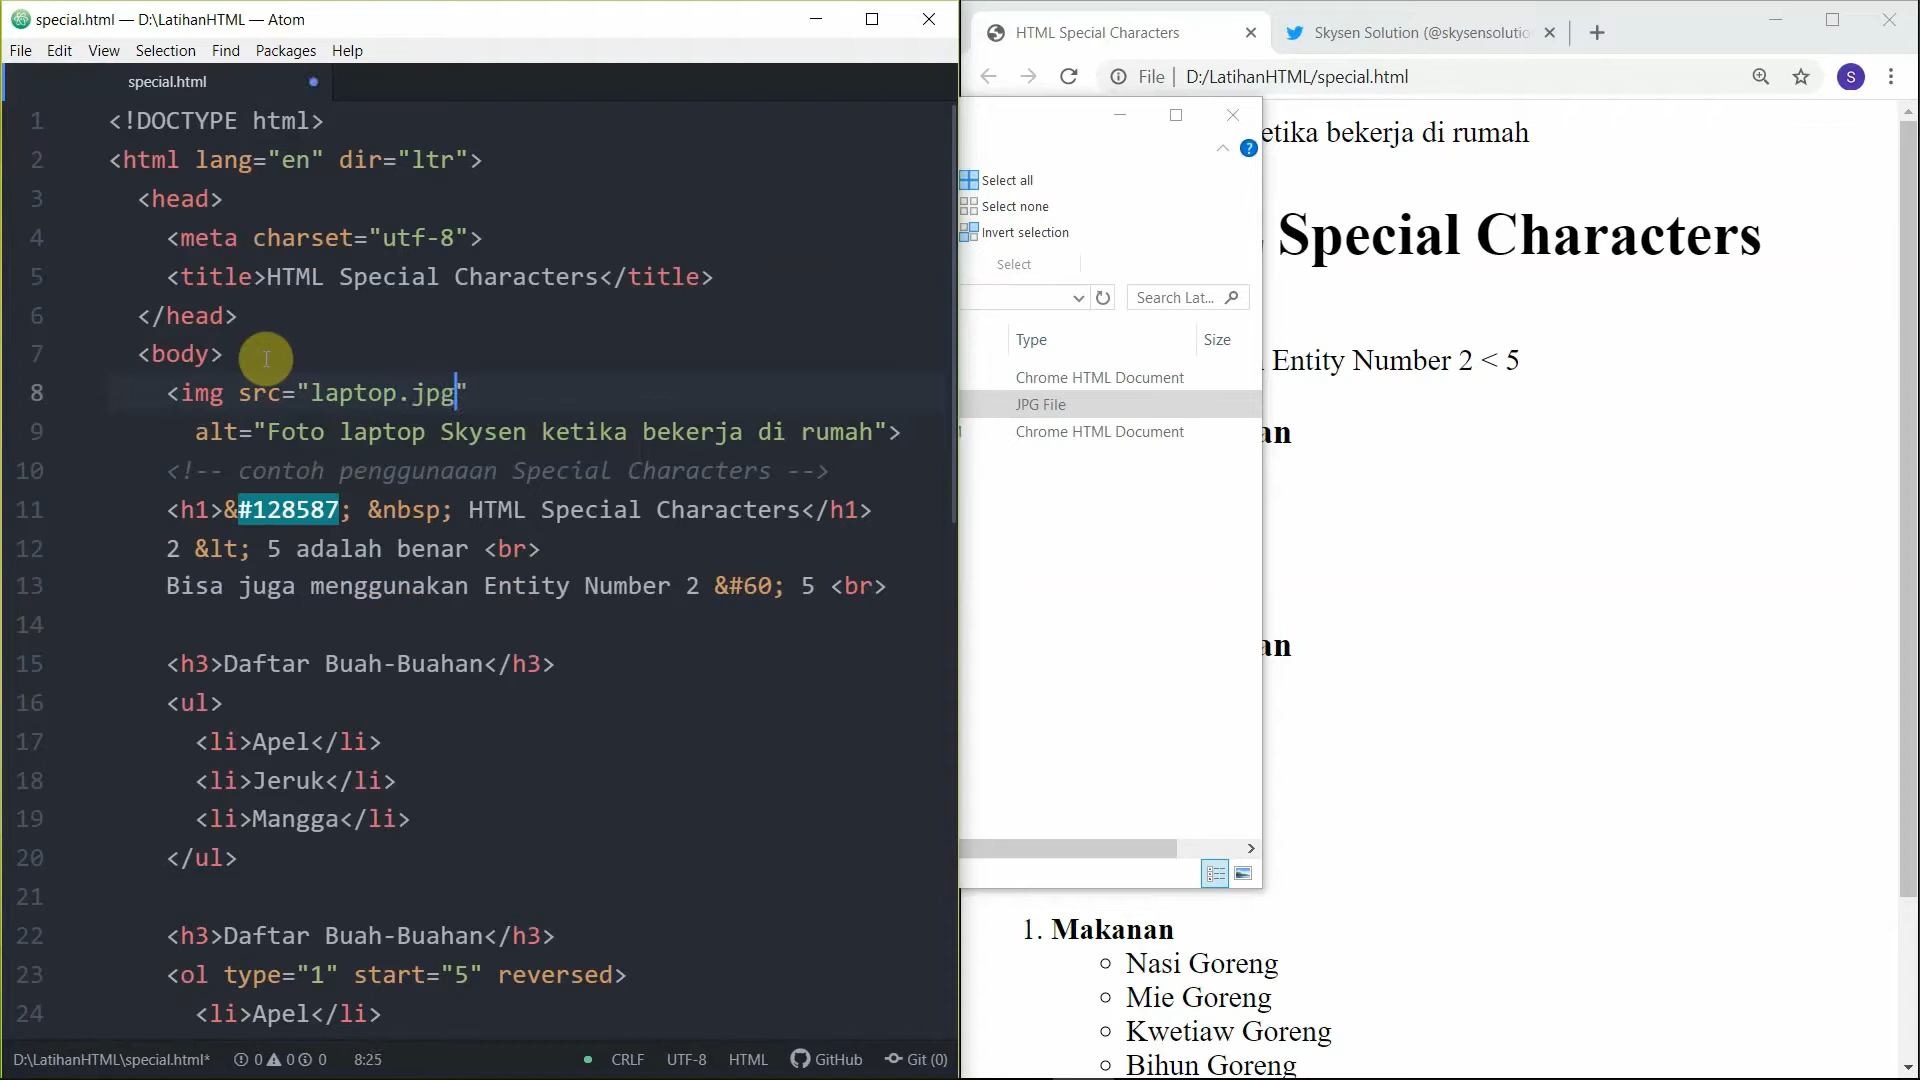 special.html — D:\LatihanHTML — Atom
File Edit View Selection Find Packages Help
special.html
1 <!DOCTYPE html>
2 <html lang="en" dir="ltr">
3 <head>
4 <meta charset="utf-8">
5 <title>HTML Special Characters</title>
6 </head>
7 <body>
8 <img src="laptop.jpg"
9 alt="Foto laptop Skysen ketika bekerja di rumah">
10 <!-- contoh penggunaaan Special Characters -->
11 <h1>&#128587; &nbsp; HTML Special Characters</h1>
12 2 &lt; 5 adalah benar <br>
13 Bisa juga menggunakan Entity Number 2 &#60; 5 <br>
14
15 <h3>Daftar Buah-Buahan</h3>
16 <ul>
17 <li>Apel</li>
18 <li>Jeruk</li>
19 <li>Mangga</li>
20 </ul>
21
22 <h3>Daftar Buah-Buahan</h3>
23 <ol type="1" start="5" reversed>
24 <li>Apel</li>
D:\LatihanHTML\special.html* 0 0 0 8:25 CRLF UTF-8 HTML GitHub Git (0)
HTML Special Characters Skysen Solution (@skysensolutio
File D:/LatihanHTML/special.html S
etika bekerja di rumah
Special Characters
Entity Number 2 < 5
an
an
1. Makanan
Nasi Goreng
Mie Goreng
Kwetiaw Goreng
Bihun Goreng
?
Select all
Select none
Invert selection
Select
Search Lat...
Type Size
Chrome HTML Document
JPG File
Chrome HTML Document